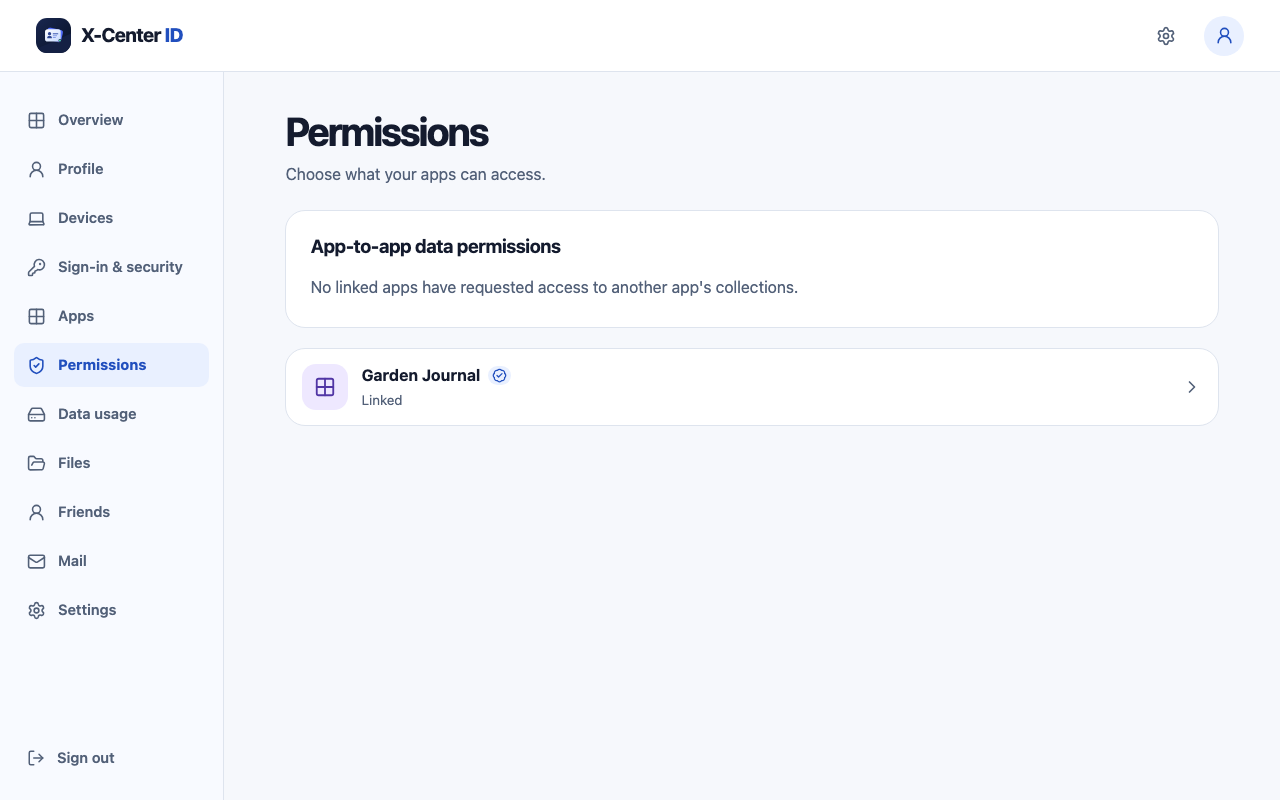 X-Center ID
Overview
Profile
Devices
Sign-in & security
Apps
Permissions
Data usage
Files
Friends
Mail
Settings
Sign out
Permissions
Choose what your apps can access.
App-to-app data permissions
No linked apps have requested access to another app's collections.
Garden Journal
Linked